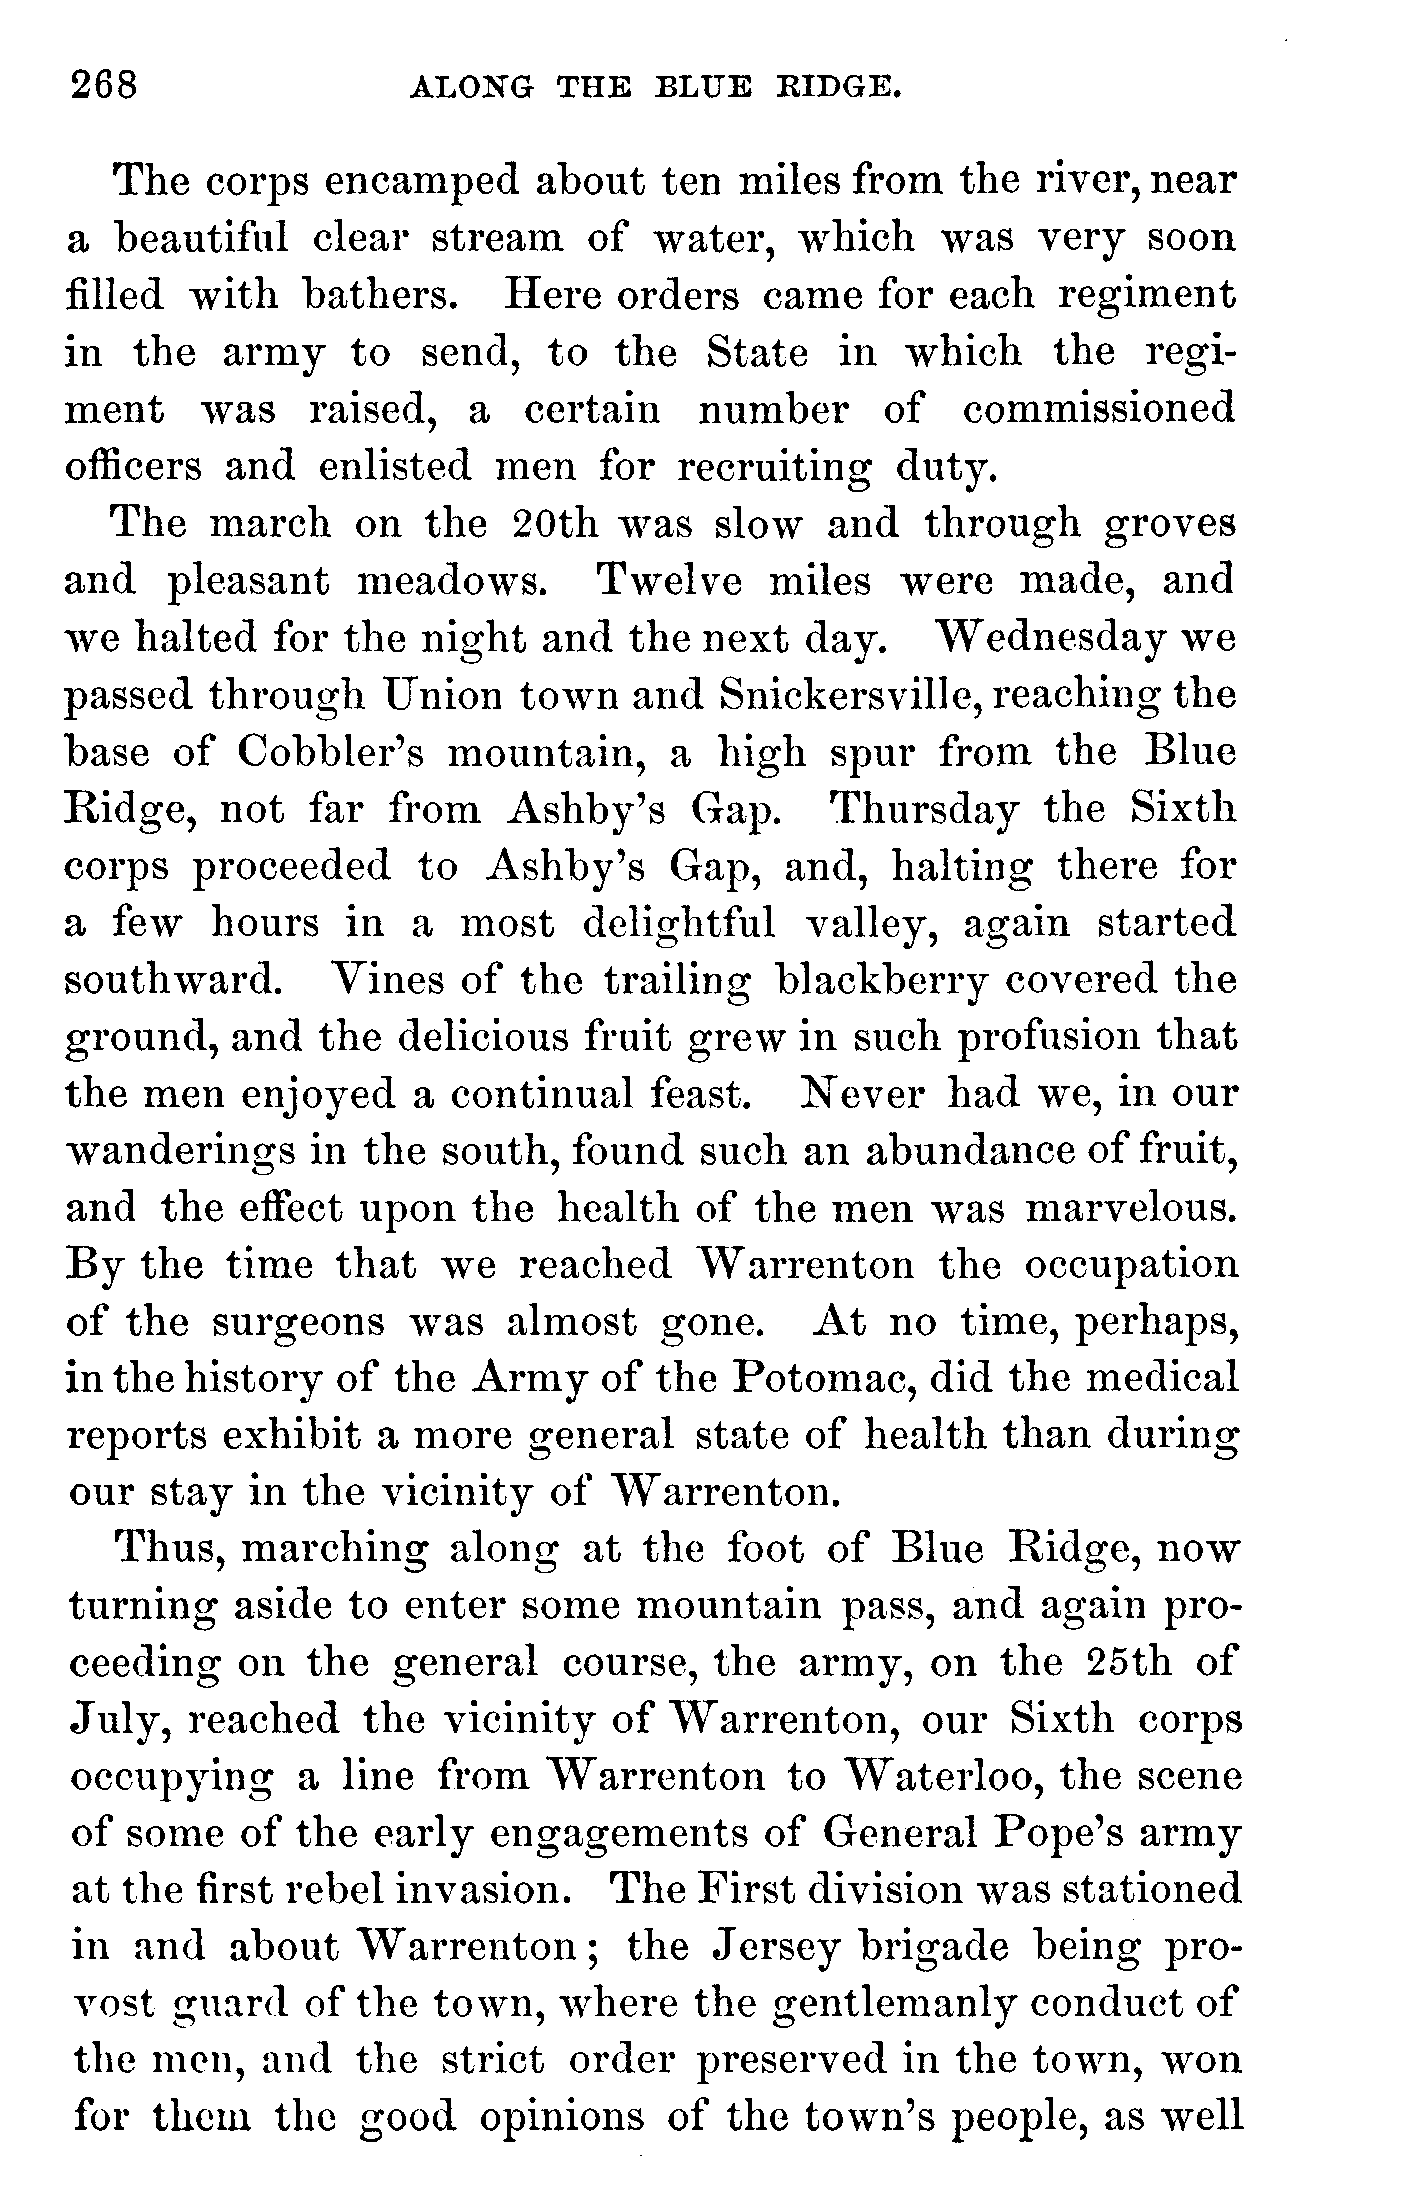 268 ALONG THE BLUE RIDGE.
The corps encamped about ten miles from the river, near
a beautiful clear stream of water, which was very soon
filled with bathers. Here orders came for each regiment
in the army to send, to the State in which the regi-
ment was raised, a certain number of commissioned
officers and enlisted men for recruiting duty.
The march on the 20th was slow and through groves
and pleasant meadows. Twelve miles were made, and
we halted for the night and the next day. Wednesday we
passed through Union town and Snickersville, reaching the
base of Cobbler's mountain, a high spur from the Blue
Ridge, not far from Ashby's Gap. Thursday the Sixth
corps proceeded to Ashby's Gap, and, halting there for
a few hours in a most delightful valley, again started
southward. Vines of the trailing blackberry covered the
ground, and the delicious fruit grew in such profusion that
the men enjoyed a continual feast. Never had we, in our
wanderings in the south, found such an abundance of fruit,
and the effect upon the health of the men was marvelous.
By the time that we reached Warrenton the occupation
of the surgeons was almost gone. At no time, perhaps,
in the history of the Army of the Potomac, did the medical
reports exhibit a more general state of health than during
our stay in the vicinity of Warrenton.
Thus, marching along at the foot of Blue Ridge, now
turning aside to enter some mountain pass, and again pro-
ceeding on the general course, the army, on the 25th of
July, reached the vicinity of Warrenton, our Sixth corps
occupying a line from Warrenton to Waterloo, the scene
of some of the early engagements of General Pope's army
at the first rebel invasion. The First division was stationed
in and about Warrenton; the Jersey brigade being pro-
vost guard of the town, where the gentlemanly conduct of
the men, and the strict order preserved in the town, won
for them the good opinions of the town's people, as well